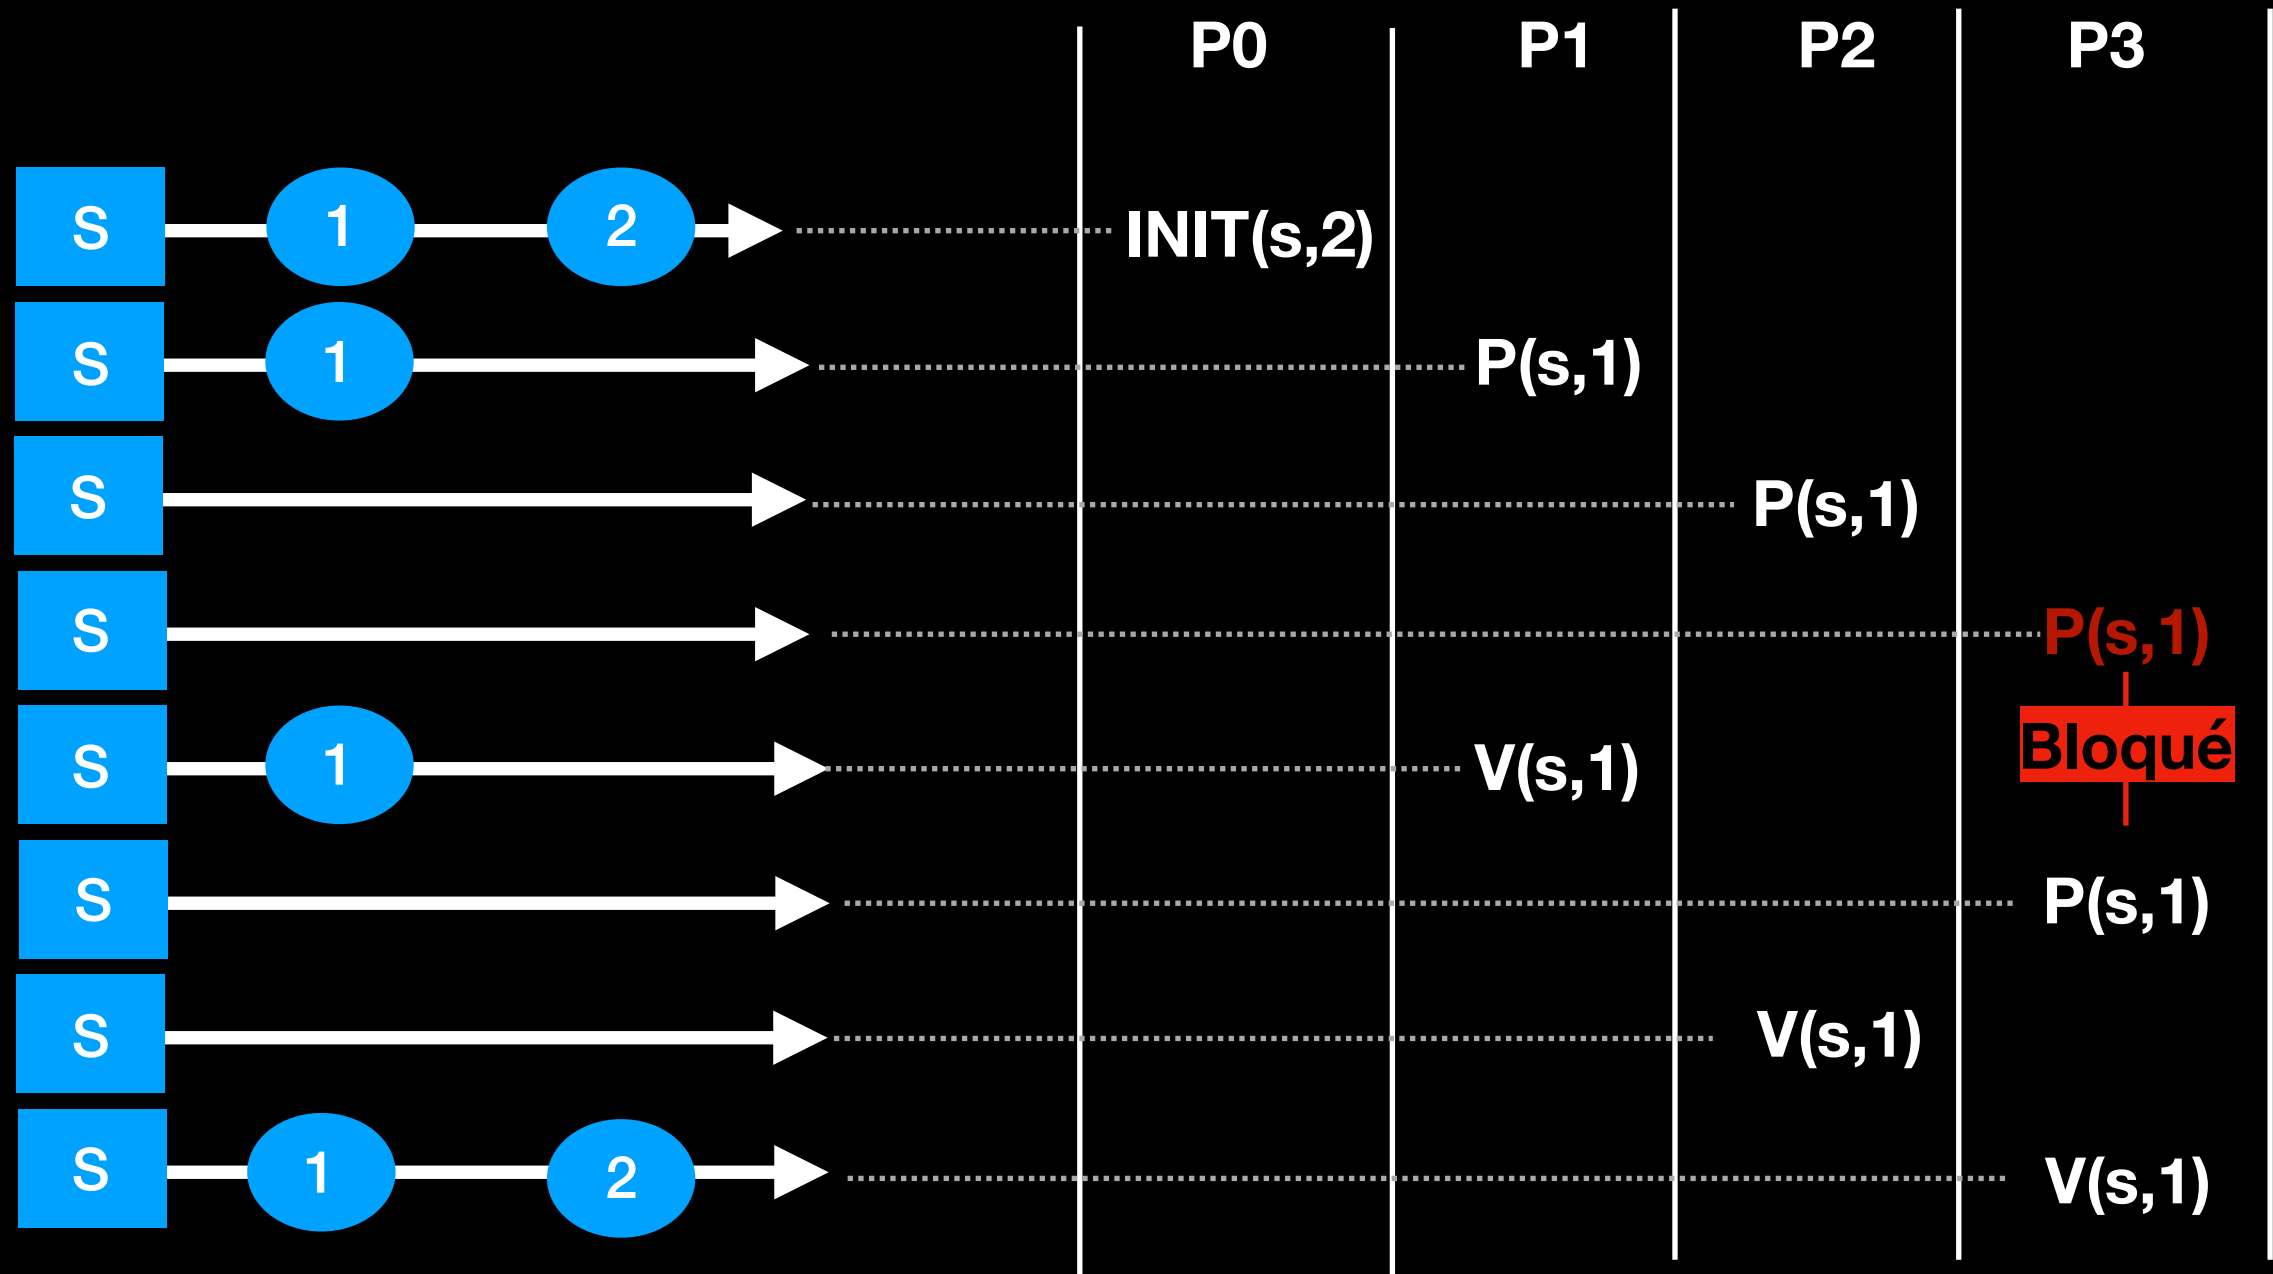 P0 P1 P2 P3
S 1 2 INIT(s,2)
S 1 P(s,1)
S P(s,1)
S P(s,1)
Bloqué
S 1 V(s,1)
S P(s,1)
S V(s,1)
S 1 2 V(s,1)